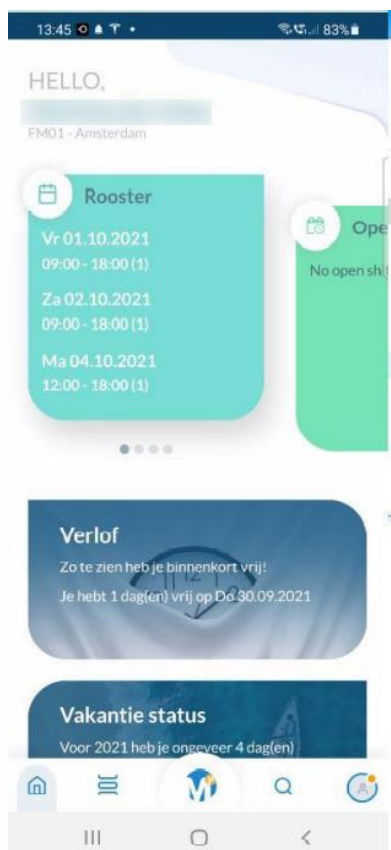 13:45
83%
HELLO,
FM01 - Amsterdam
Rooster
Vr 01.10.2021
09:00 - 18:00 (1)
Za 02.10.2021
09:00 - 18:00 (1)
Ma 04.10.2021
12:00 - 18:00 (1)
Ope
No open shi
Verlof
Zo te zien heb je binnenkort vrij!
Je hebt 1 dag(en) vrij op Do 30.09.2021
Vakantie status
Voor 2021 heb je ongeveer 4 dag(en)